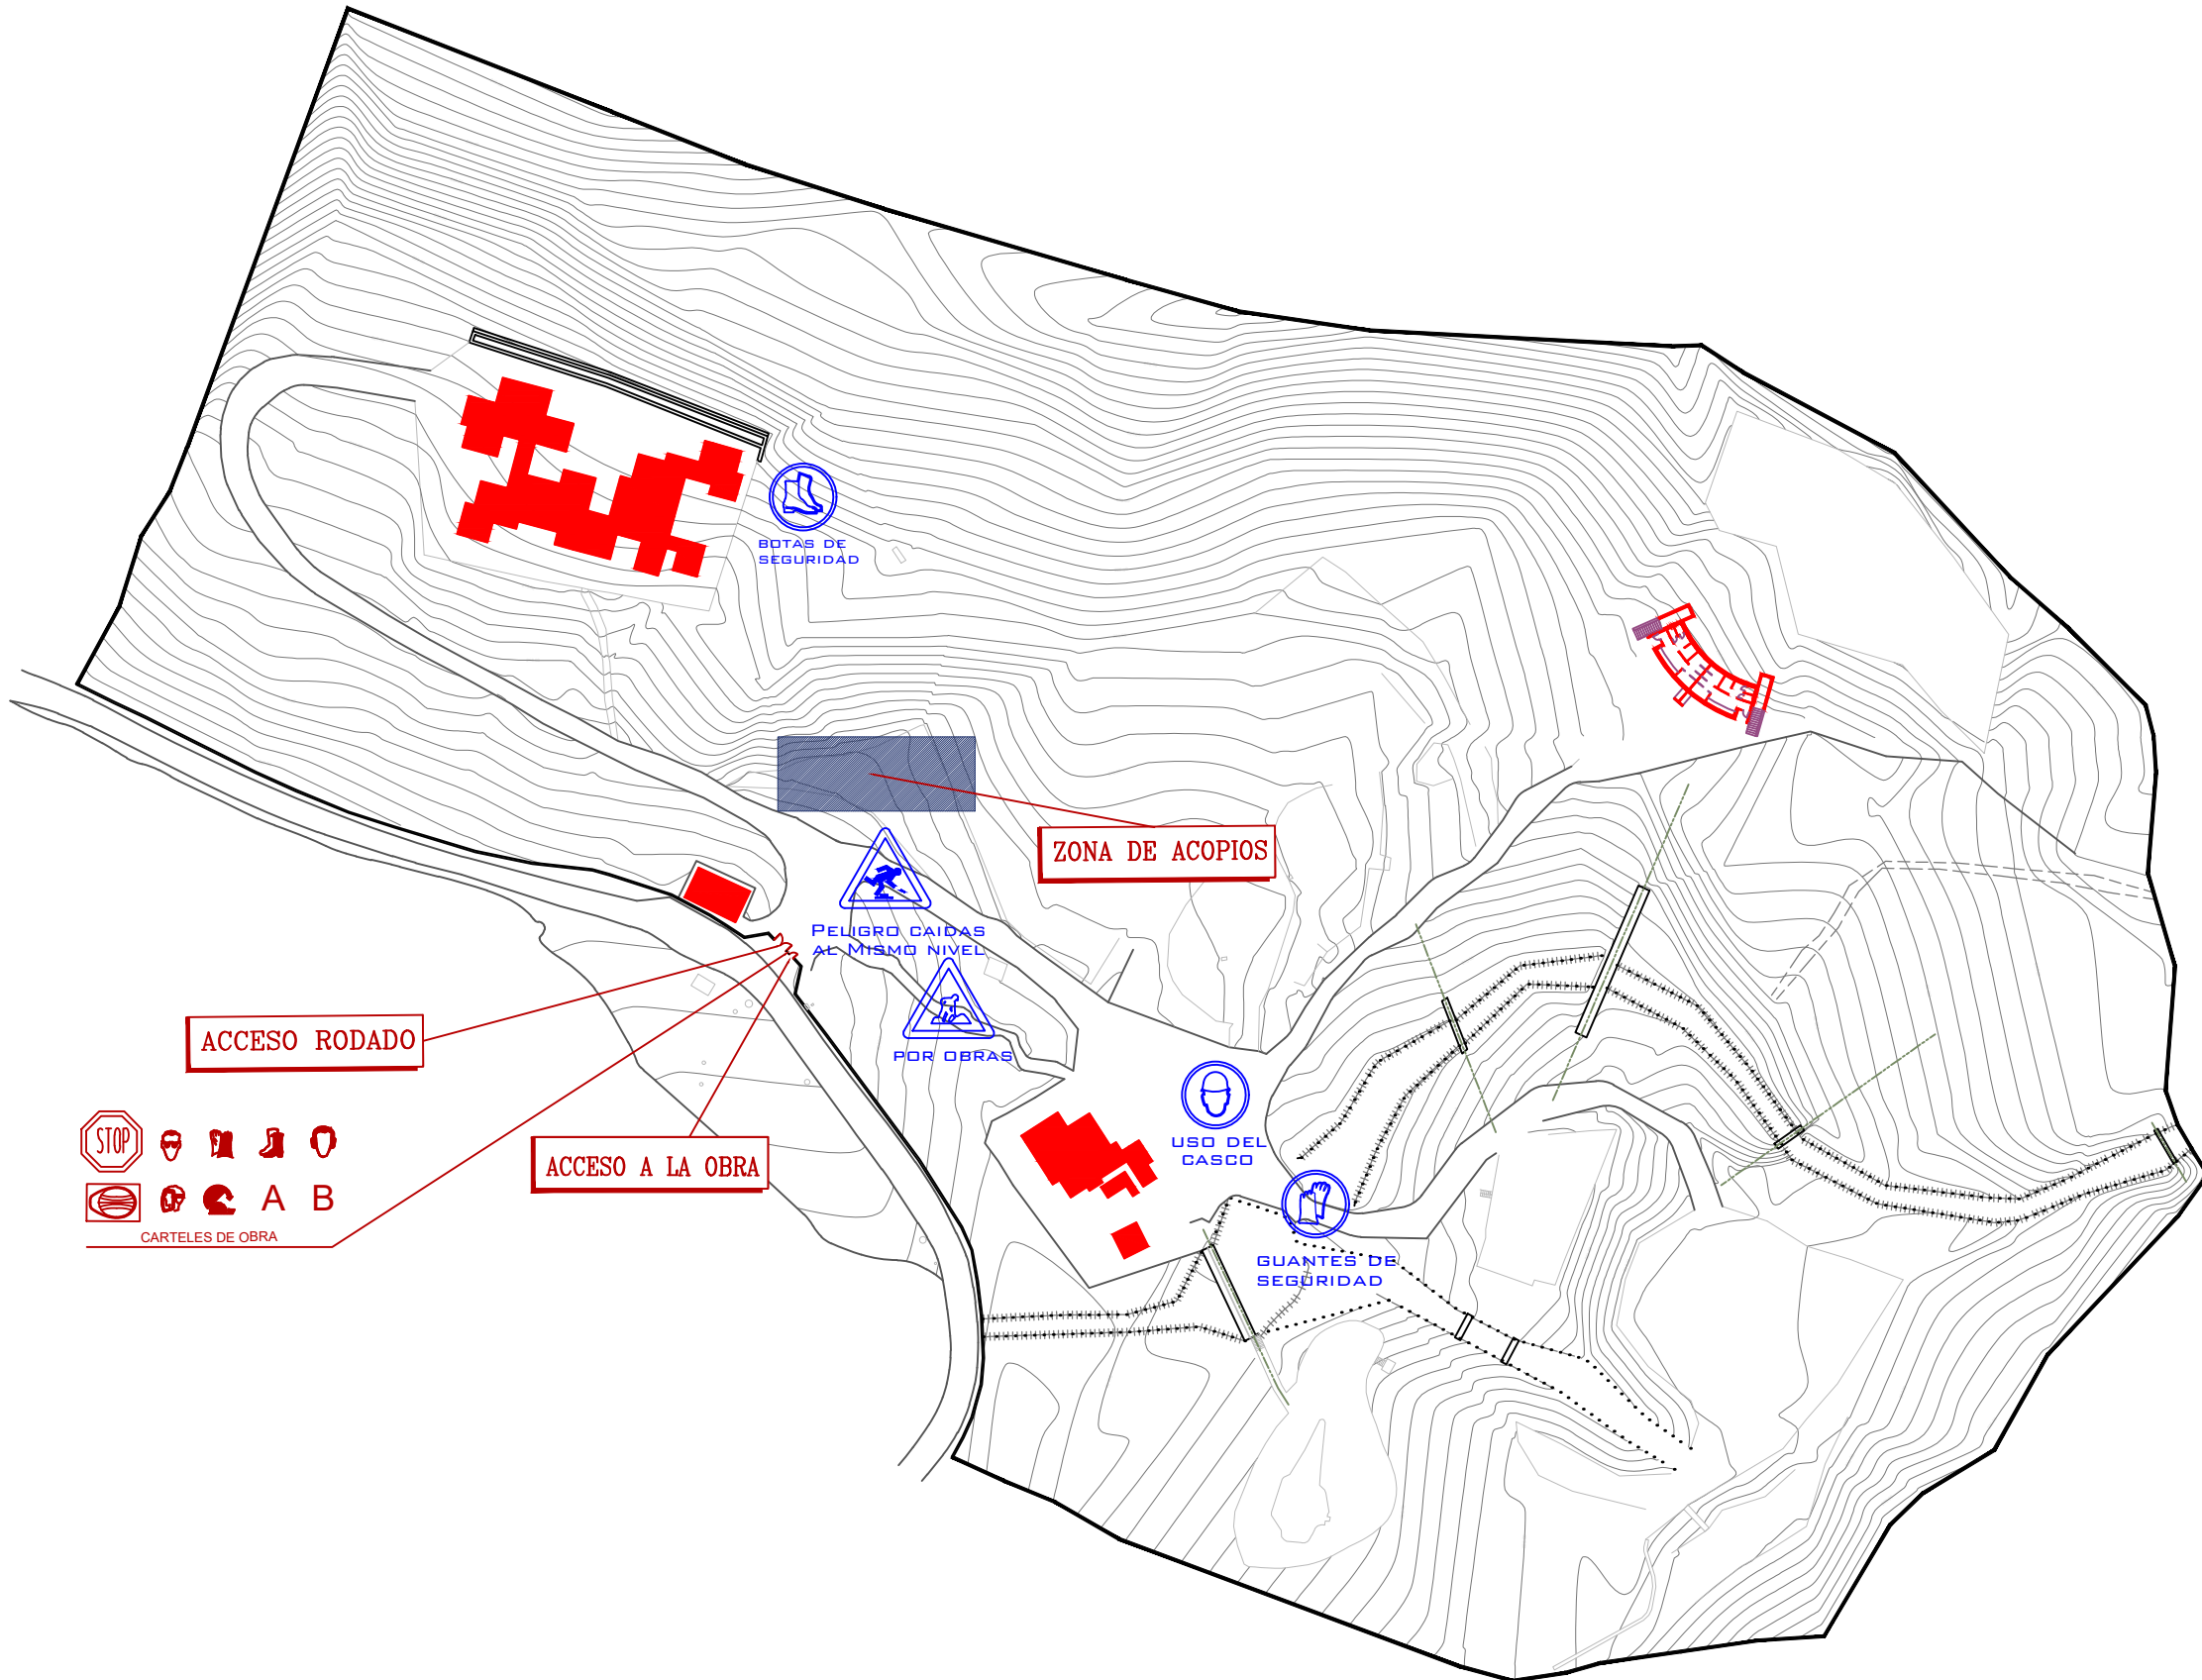 BOTAS DE
SEGURIDAD
ZONA DE ACOPIOS
PELIGRO CAIDAS
AL MISMO NIVEL
POR OBRAS
ACCESO RODADO
STOP
A B
CARTELES DE OBRA
ACCESO A LA OBRA
USO DEL
CASCO
GUANTES DE
SEGURIDAD